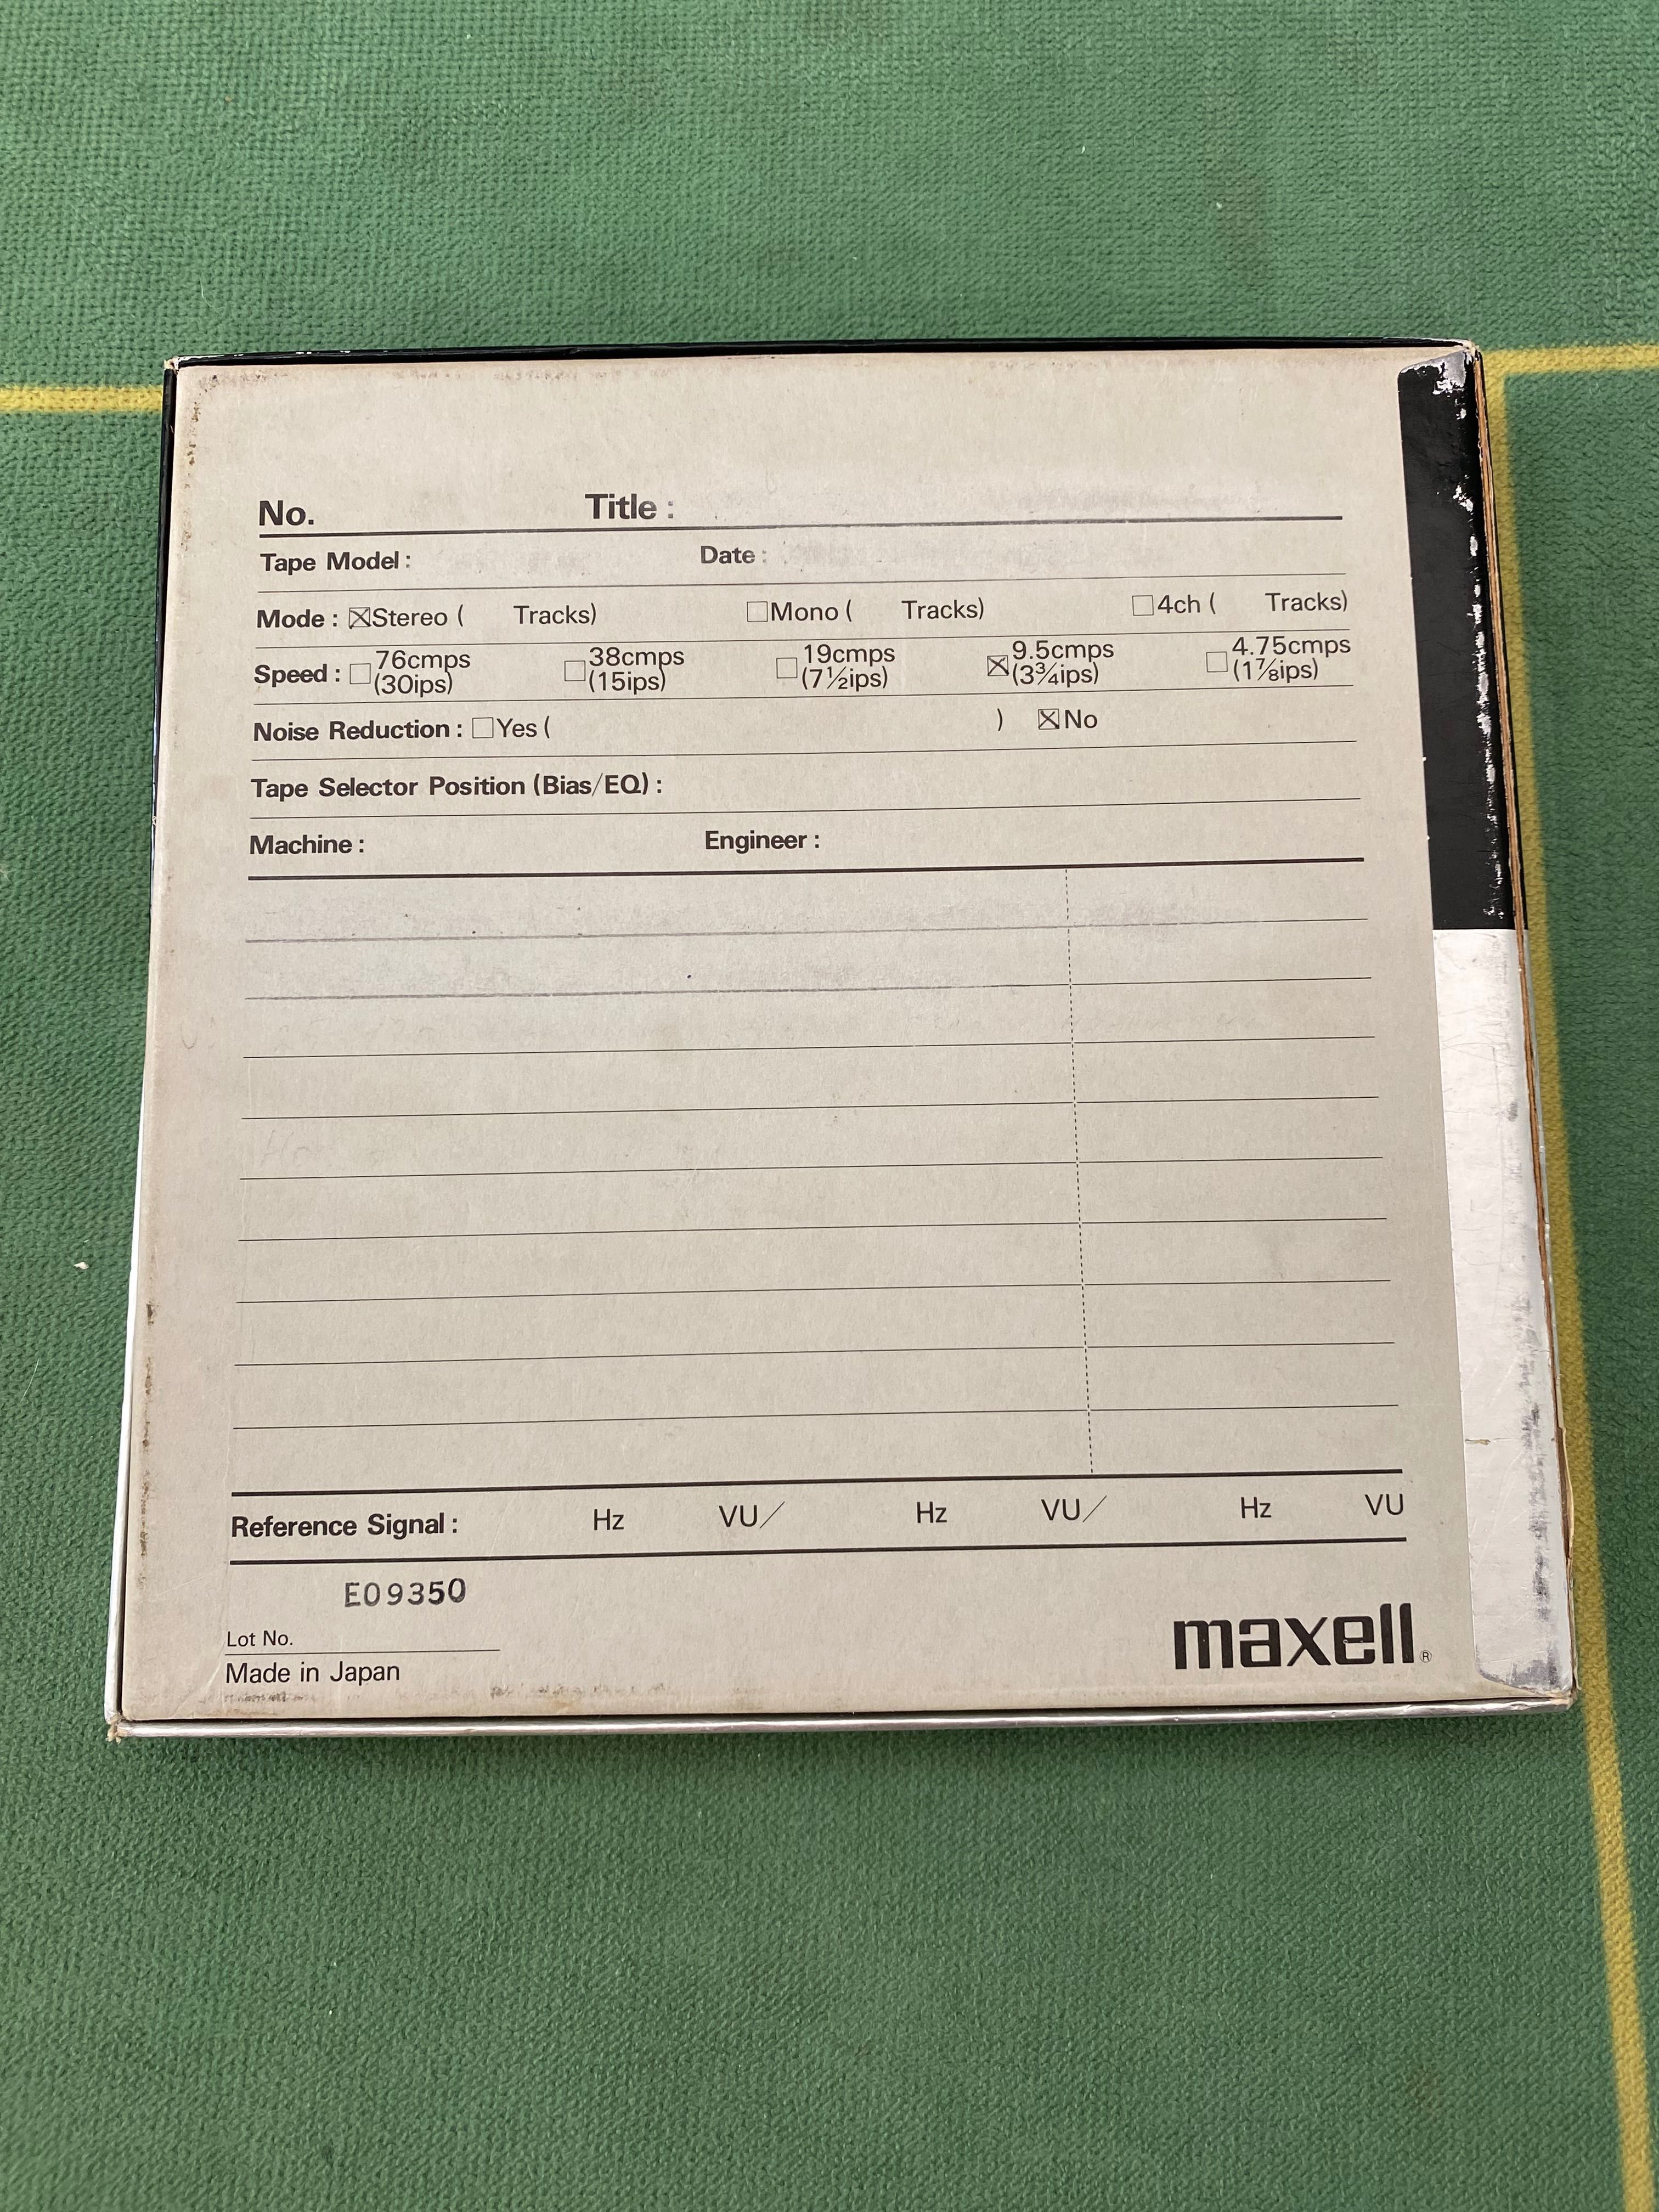 No. Title :
Tape Model : Date :
Mode : ☒Stereo ( Tracks) ☐Mono ( Tracks) ☐4ch ( Tracks)
Speed : ☐76cmps (30ips) ☐38cmps (15ips) ☐19cmps (7½ips) ☒9.5cmps (3¾ips) ☐4.75cmps (1⅞ips)
Noise Reduction : ☐Yes ( ) ☒No
Tape Selector Position (Bias/EQ) :
Machine : Engineer :
Reference Signal : Hz VU/ Hz VU/ Hz VU
E09350
Lot No.
Made in Japan
maxell®